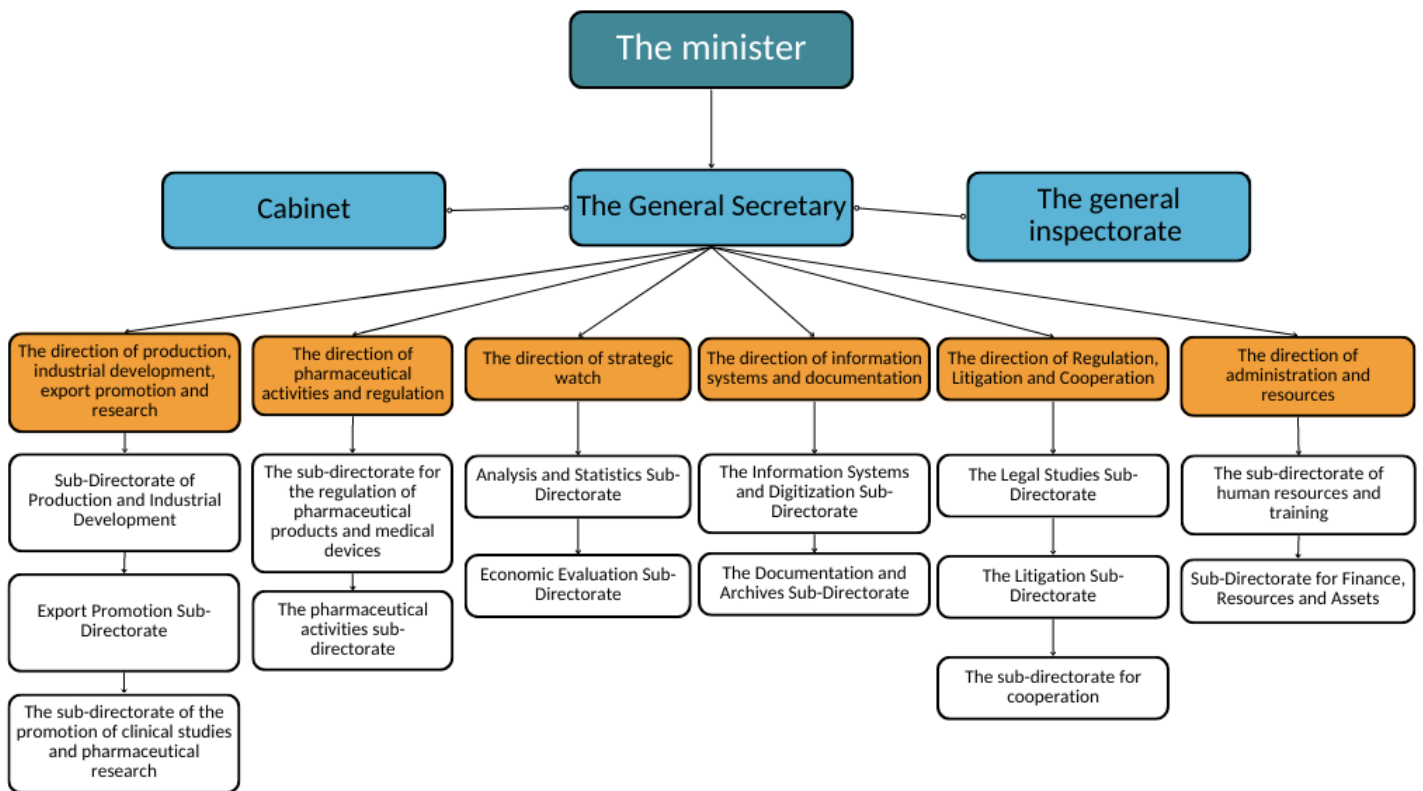 The minister
Cabinet
The General Secretary
The general
inspectorate
The direction of production,
industrial development,
export promotion and
research
The direction of
pharmaceutical
activities and regulation
The direction of strategic
watch
The direction of information
systems and documentation
The direction of Regulation,
Litigation and Cooperation
The direction of
administration and
resources
Sub-Directorate of
Production and Industrial
Development
The sub-directorate for
the regulation of
pharmaceutical
products and medical
devices
Analysis and Statistics Sub-
Directorate
The Information Systems
and Digitization Sub-
Directorate
The Legal Studies Sub-
Directorate
The sub-directorate of
human resources and
training
Export Promotion Sub-
Directorate
The pharmaceutical
activities sub-
directorate
Economic Evaluation Sub-
Directorate
The Documentation and
Archives Sub-Directorate
The Litigation Sub-
Directorate
Sub-Directorate for Finance,
Resources and Assets
The sub-directorate of the
promotion of clinical studies
and pharmaceutical
research
The sub-directorate for
cooperation